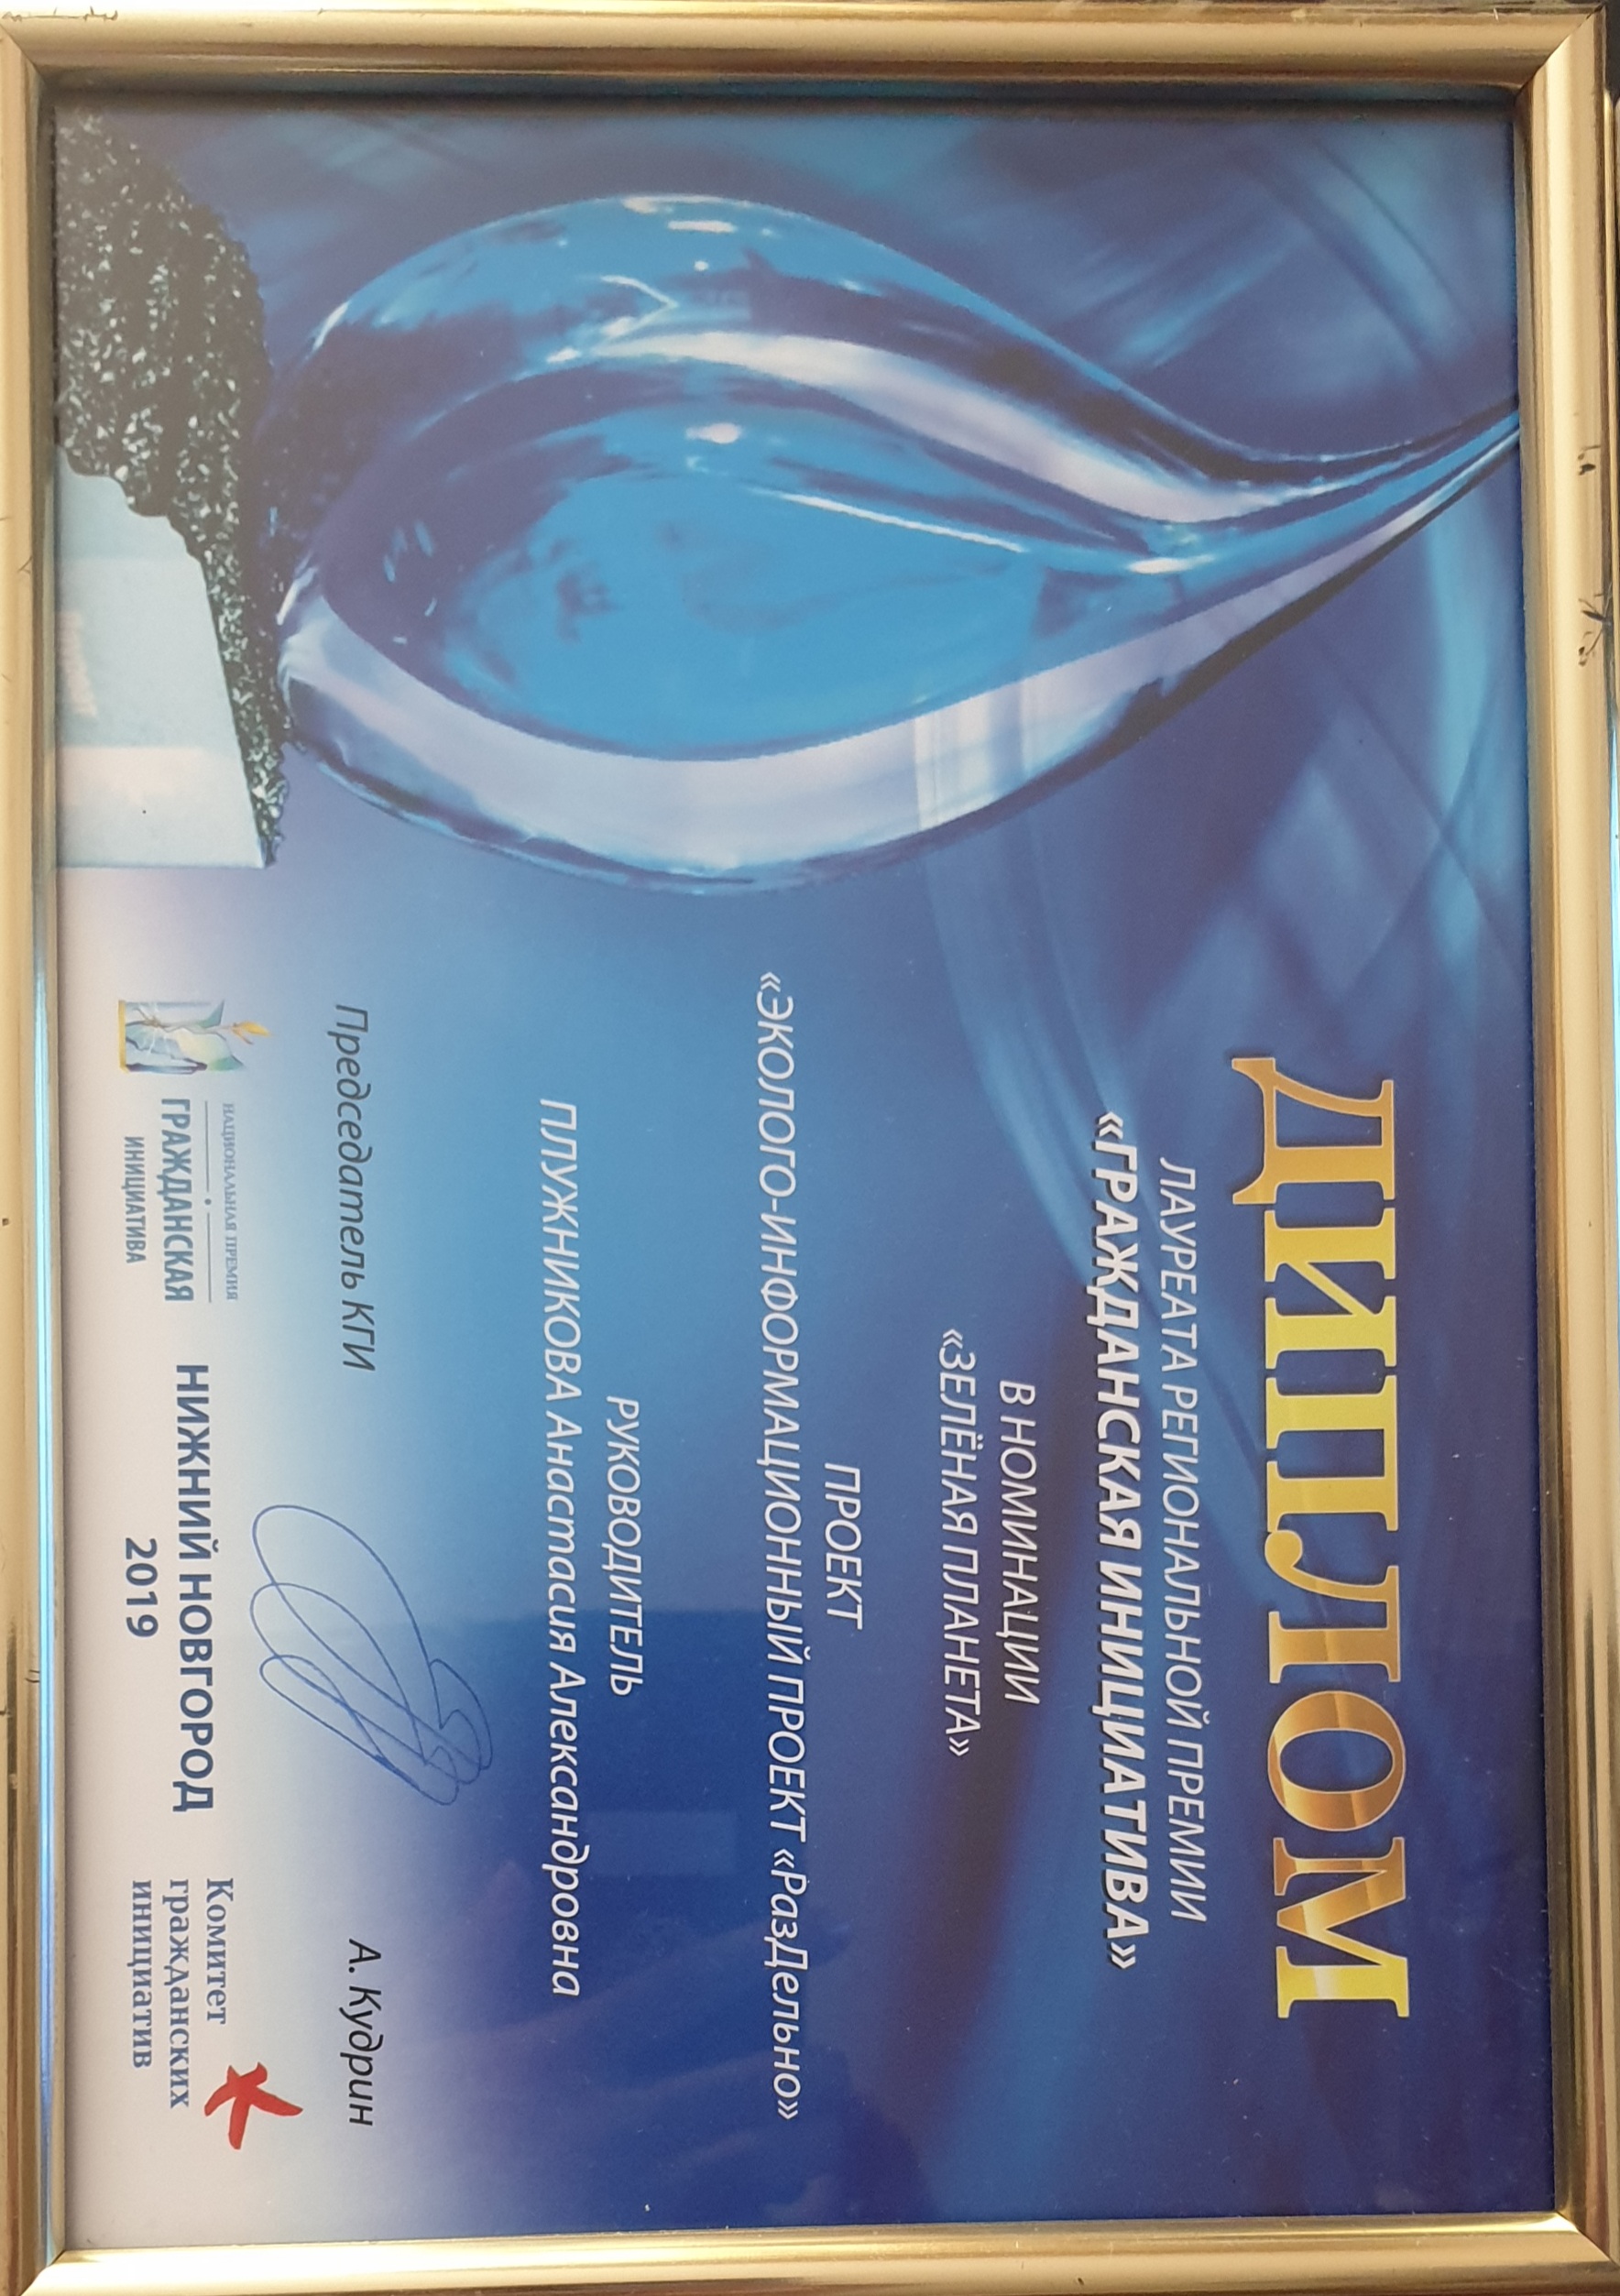 ДИПЛОМ
ЛАУРЕАТА РЕГИОНАЛЬНОЙ ПРЕМИИ
«ГРАЖДАНСКАЯ ИНИЦИАТИВА»
В НОМИНАЦИИ
«ЗЕЛЁНАЯ ПЛАНЕТА»
ПРОЕКТ
«ЭКОЛОГО-ИНФОРМАЦИОННЫЙ ПРОЕКТ «РазДельно»
РУКОВОДИТЕЛЬ
ПЛУЖНИКОВА Анастасия Александровна
Председатель КГИ
А. Кудрин
НАЦИОНАЛЬНАЯ ПРЕМИЯ
ГРАЖДАНСКАЯ
ИНИЦИАТИВА
НИЖНИЙ НОВГОРОД
2019
Комитет
гражданских
инициатив